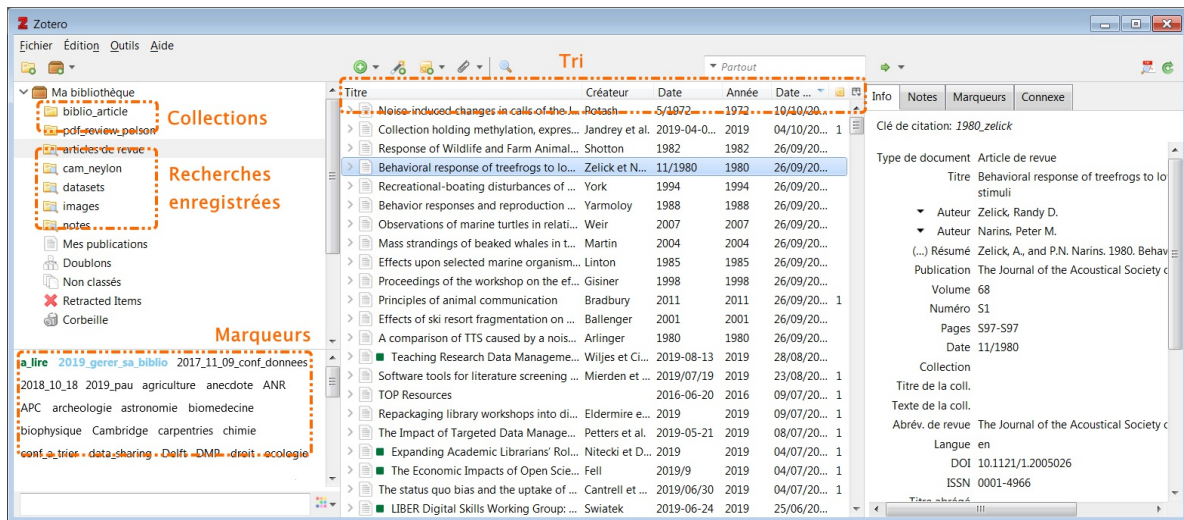 Zotero
Fichier Édition Outils Aide
Tri
Partout
Ma bibliothèque
biblio_article
pdf_review_polson
Collections
articles de revue
cam_neylon
datasets
images
notes
Recherches
enregistrées
Mes publications
Doublons
Non classés
Retracted Items
Corbeille
Marqueurs
a_lire 2019_gerer_sa_biblio 2017_11_09_conf_donnees
2018_10_18 2019_pau agriculture anecdote ANR
APC archeologie astronomie biomedecine
biophysique Cambridge carpentries chimie
conf_a_trier data-sharing Delft DMP droit ecologie
Titre Créateur Date Année Date ...
Noise-induced changes in calls of the J... Potash 5/1972 1972 10/10/20...
Collection holding methylation, expres... Jandrey et al. 2019-04-0... 2019 04/10/20... 1
Response of Wildlife and Farm Animal... Shotton 1982 1982 26/09/20...
Behavioral response of treefrogs to lo... Zelick et N... 11/1980 1980 26/09/20...
Recreational-boating disturbances of ... York 1994 1994 26/09/20...
Behavior responses and reproduction ... Yarmoloy 1988 1988 26/09/20...
Observations of marine turtles in relati... Weir 2007 2007 26/09/20...
Mass strandings of beaked whales in t... Martin 2004 2004 26/09/20...
Effects upon selected marine organism... Linton 1985 1985 26/09/20...
Proceedings of the workshop on the ef... Gisiner 1998 1998 26/09/20...
Principles of animal communication Bradbury 2011 2011 26/09/20... 1
Effects of ski resort fragmentation on ... Ballenger 2001 2001 26/09/20...
A comparison of TTS caused by a nois... Arlinger 1980 1980 26/09/20...
Teaching Research Data Manageme... Wiljes et Ci... 2019-08-13 2019 28/08/20...
Software tools for literature screening ... Mierden et ... 2019/07/19 2019 23/08/20... 1
TOP Resources 2016-06-20 2016 09/07/20... 1
Repackaging library workshops into di... Eldermire e... 2019 2019 09/07/20... 1
The Impact of Targeted Data Manage... Petters et al. 2019-05-21 2019 08/07/20... 1
Expanding Academic Librarians' Rol... Nitecki et D... 2019 2019 04/07/20... 1
The Economic Impacts of Open Scie... Fell 2019/9 2019 04/07/20... 1
The status quo bias and the uptake of ... Cantrell et ... 2019/06/30 2019 04/07/20... 1
LIBER Digital Skills Working Group: ... Swiatek 2019-06-24 2019 25/06/20...
Info Notes Marqueurs Connexe
Clé de citation: 1980_zelick
Type de document Article de revue
Titre Behavioral response of treefrogs to lo
stimuli
Auteur Zelick, Randy D.
Auteur Narins, Peter M.
(...) Résumé Zelick, A., and P.N. Narins. 1980. Behav
Publication The Journal of the Acoustical Society c
Volume 68
Numéro S1
Pages S97-S97
Date 11/1980
Collection
Titre de la coll.
Texte de la coll.
Abrév. de revue The Journal of the Acoustical Society c
Langue en
DOI 10.1121/1.2005026
ISSN 0001-4966
Titre abrégé